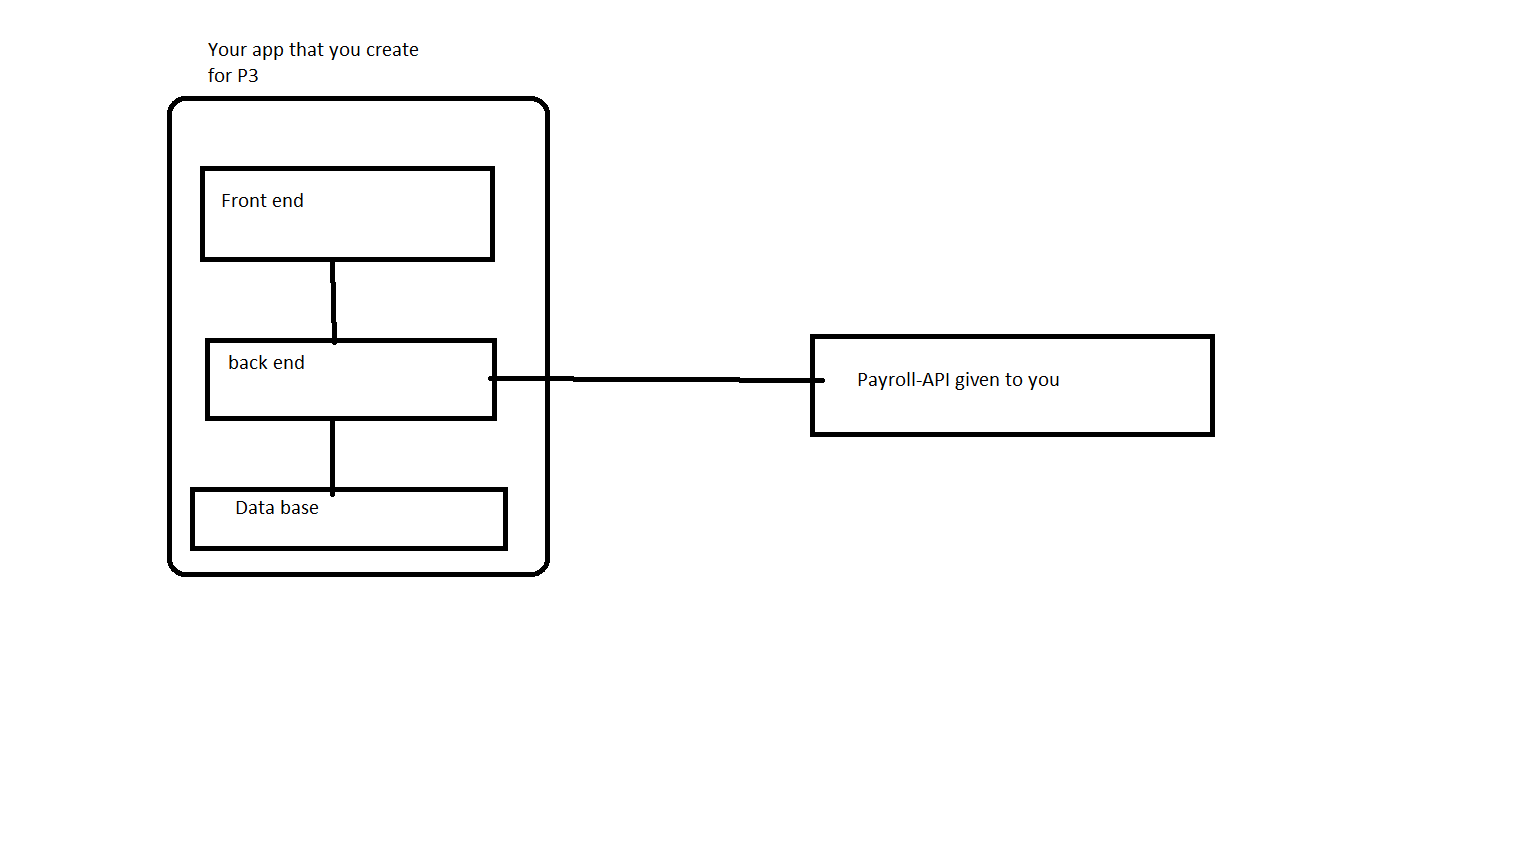 Your app that you create
for P3
Front end
back end
Payroll-API given to you
Data base